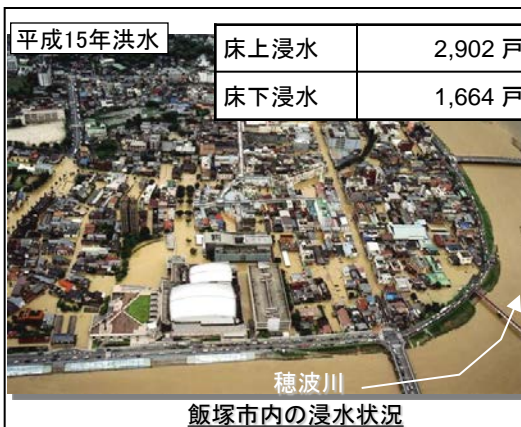 平成15年洪水
床上浸水 2,902 戸
床下浸水 1,664 戸
穂波川
飯塚市内の浸水状況